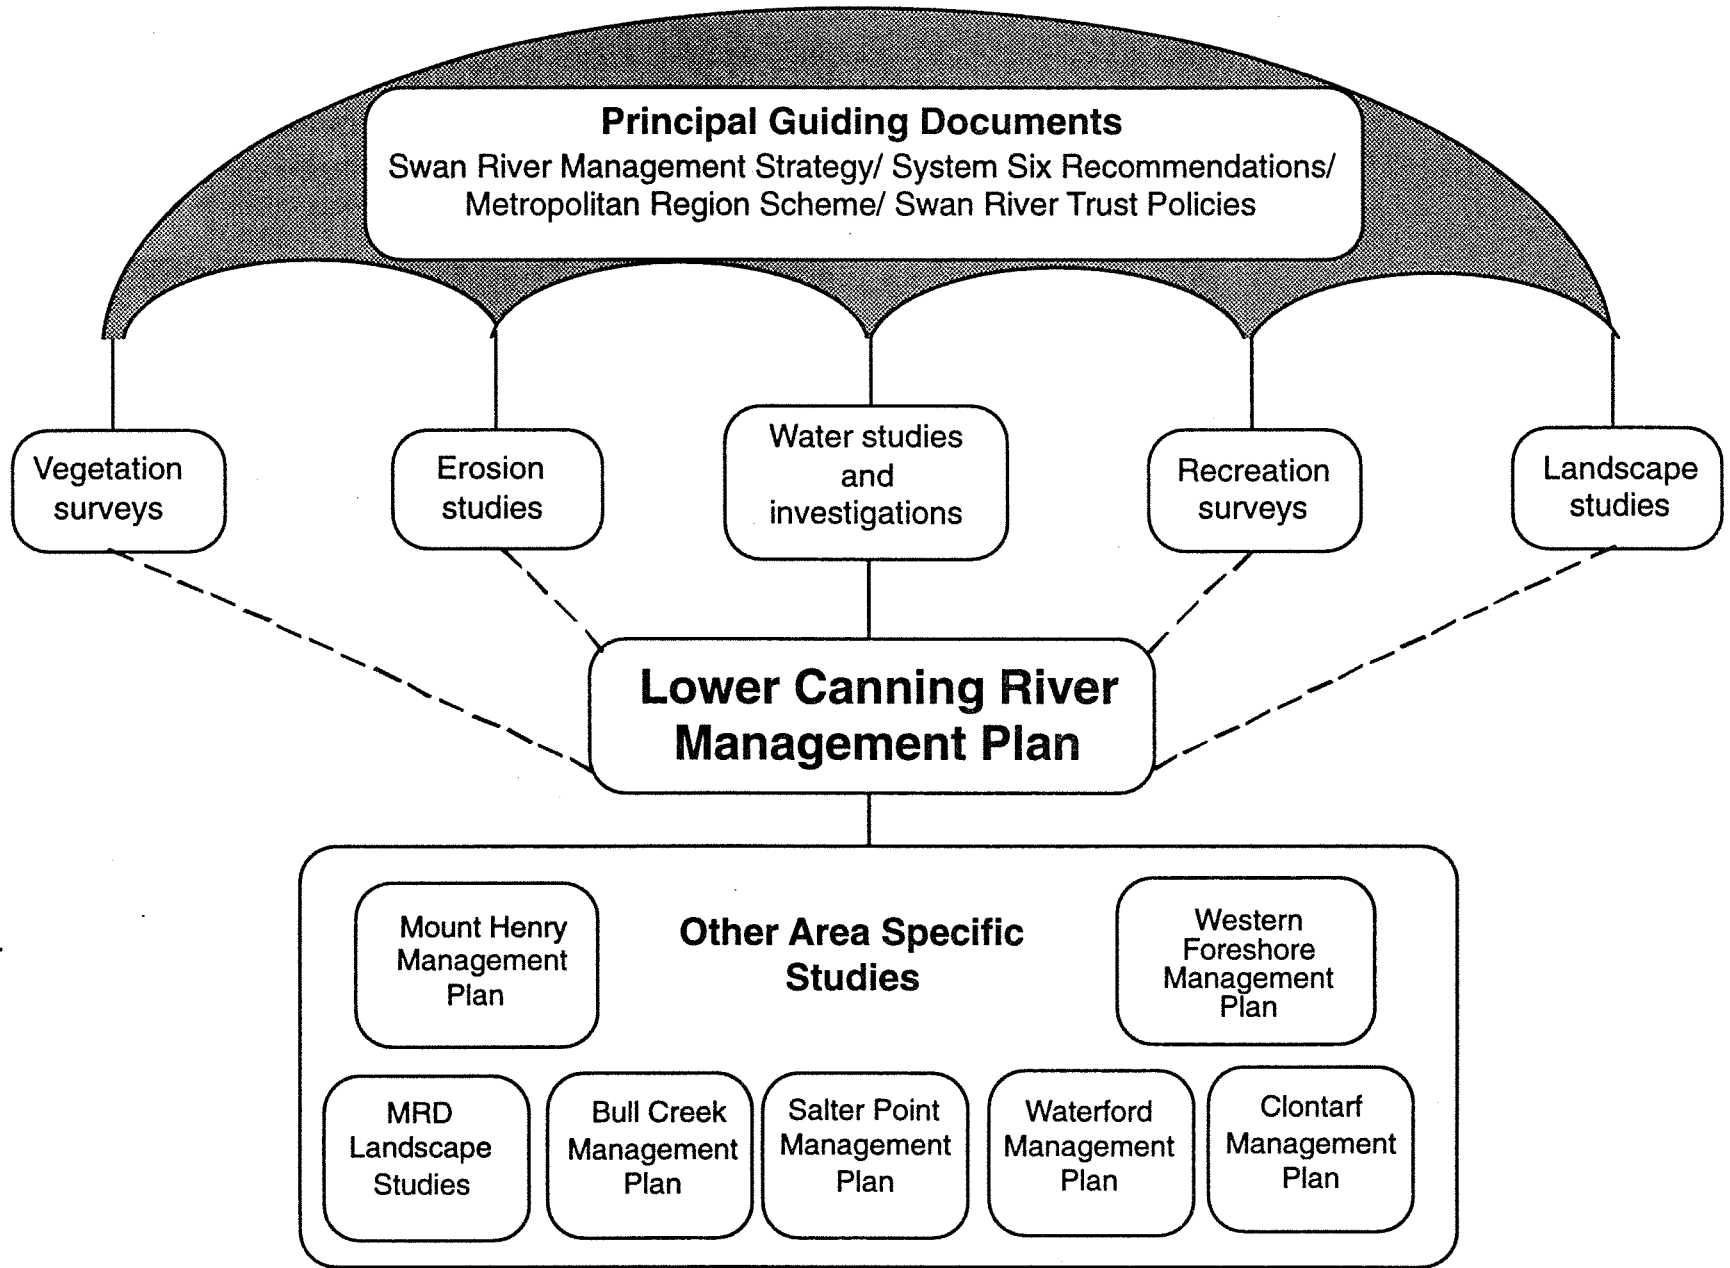 Principal Guiding Documents
Swan River Management Strategy/ System Six Recommendations/
Metropolitan Region Scheme/ Swan River Trust Policies
Vegetation
surveys
Erosion
studies
Water studies
and
investigations
Recreation
surveys
Landscape
studies
Lower Canning River
Management Plan
Mount Henry
Management
Plan
Other Area Specific
Studies
Western
Foreshore
Management
Plan
MRD
Landscape
Studies
Bull Creek
Management
Plan
Salter Point
Management
Plan
Waterford
Management
Plan
Clontarf
Management
Plan